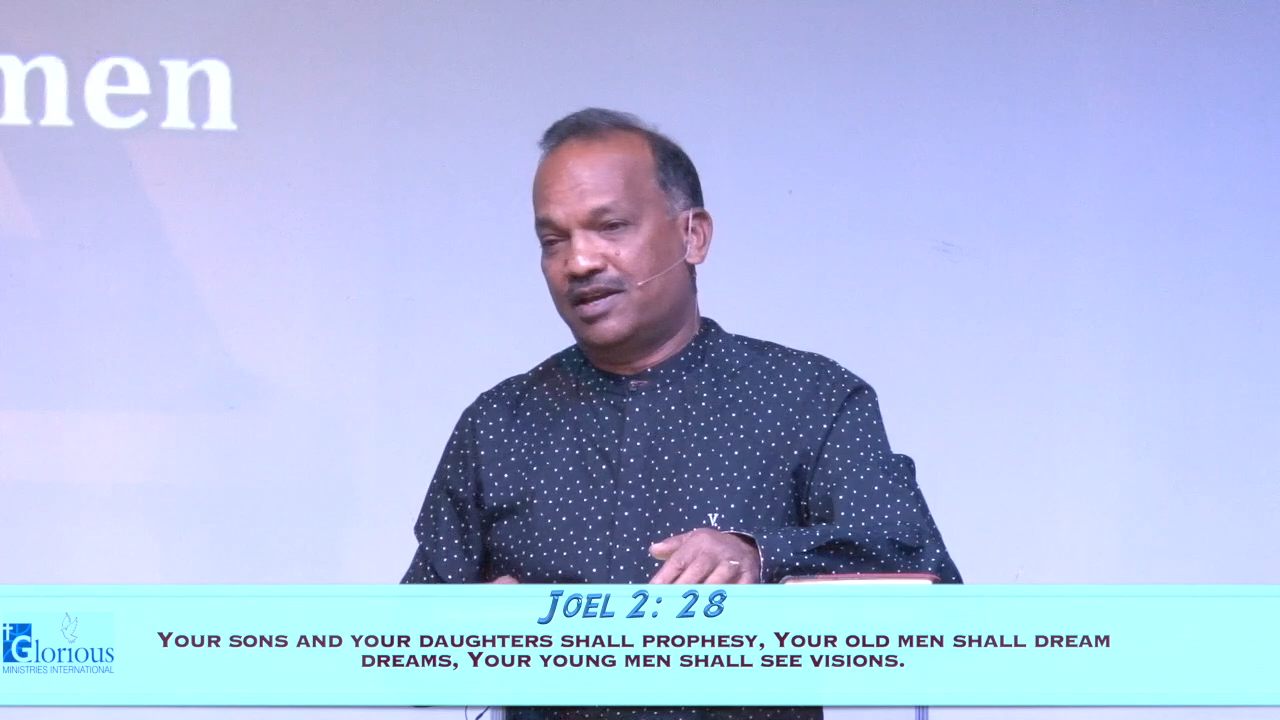 men
V.
Joel 2: 28
Your sons and your daughters shall prophesy, Your old men shall dream
dreams, Your young men shall see visions.
Glorious
MINISTRIES INTERNATIONAL